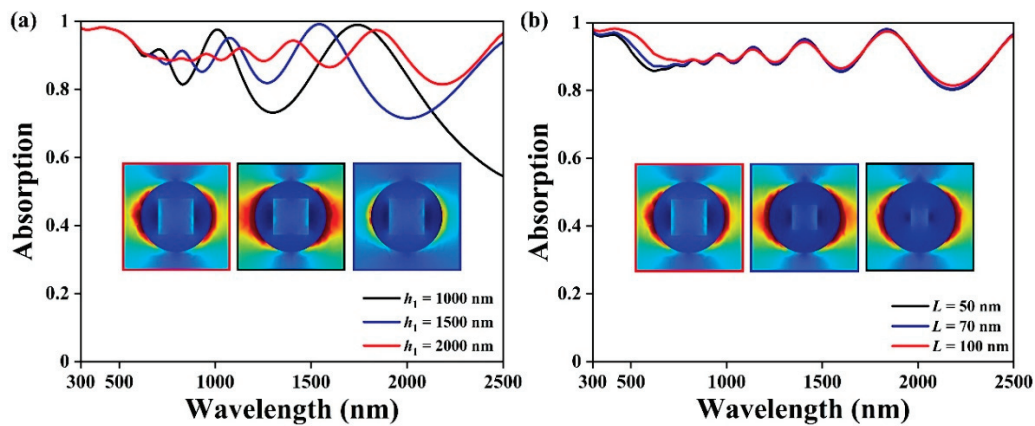 (a)
1
0.8
0.6
0.4
0.2
0
Absorption
300 500 1000 1500 2000 2500
Wavelength (nm)
h₁ = 1000 nm
h₁ = 1500 nm
h₁ = 2000 nm
(b)
1
0.8
0.6
0.4
0.2
0
Absorption
300 500 1000 1500 2000 2500
Wavelength (nm)
L = 50 nm
L = 70 nm
L = 100 nm